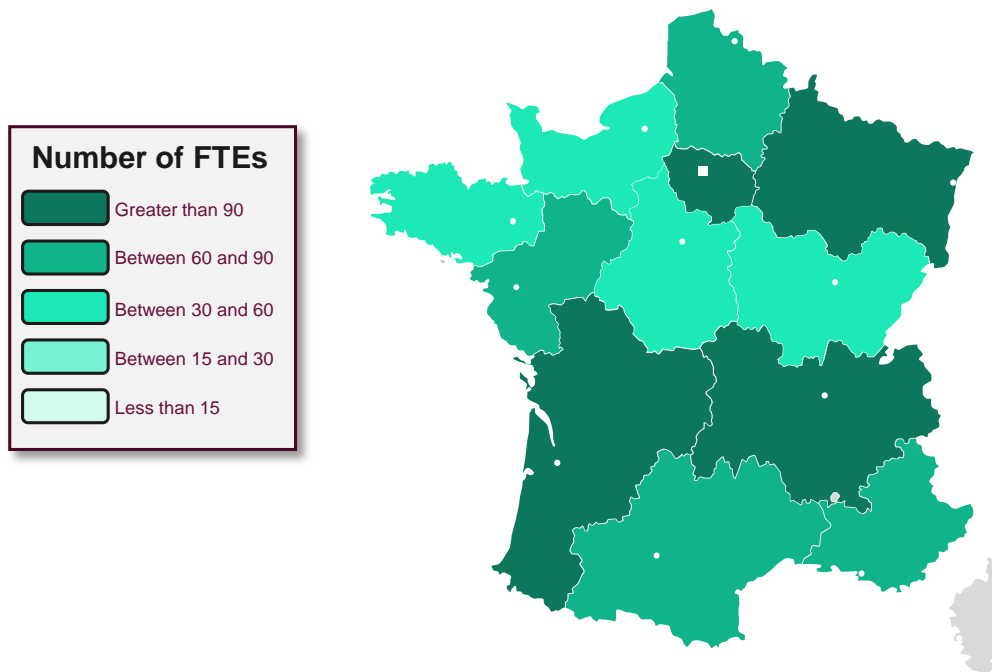 Number of FTEs
Greater than 90
Between 60 and 90
Between 30 and 60
Between 15 and 30
Less than 15